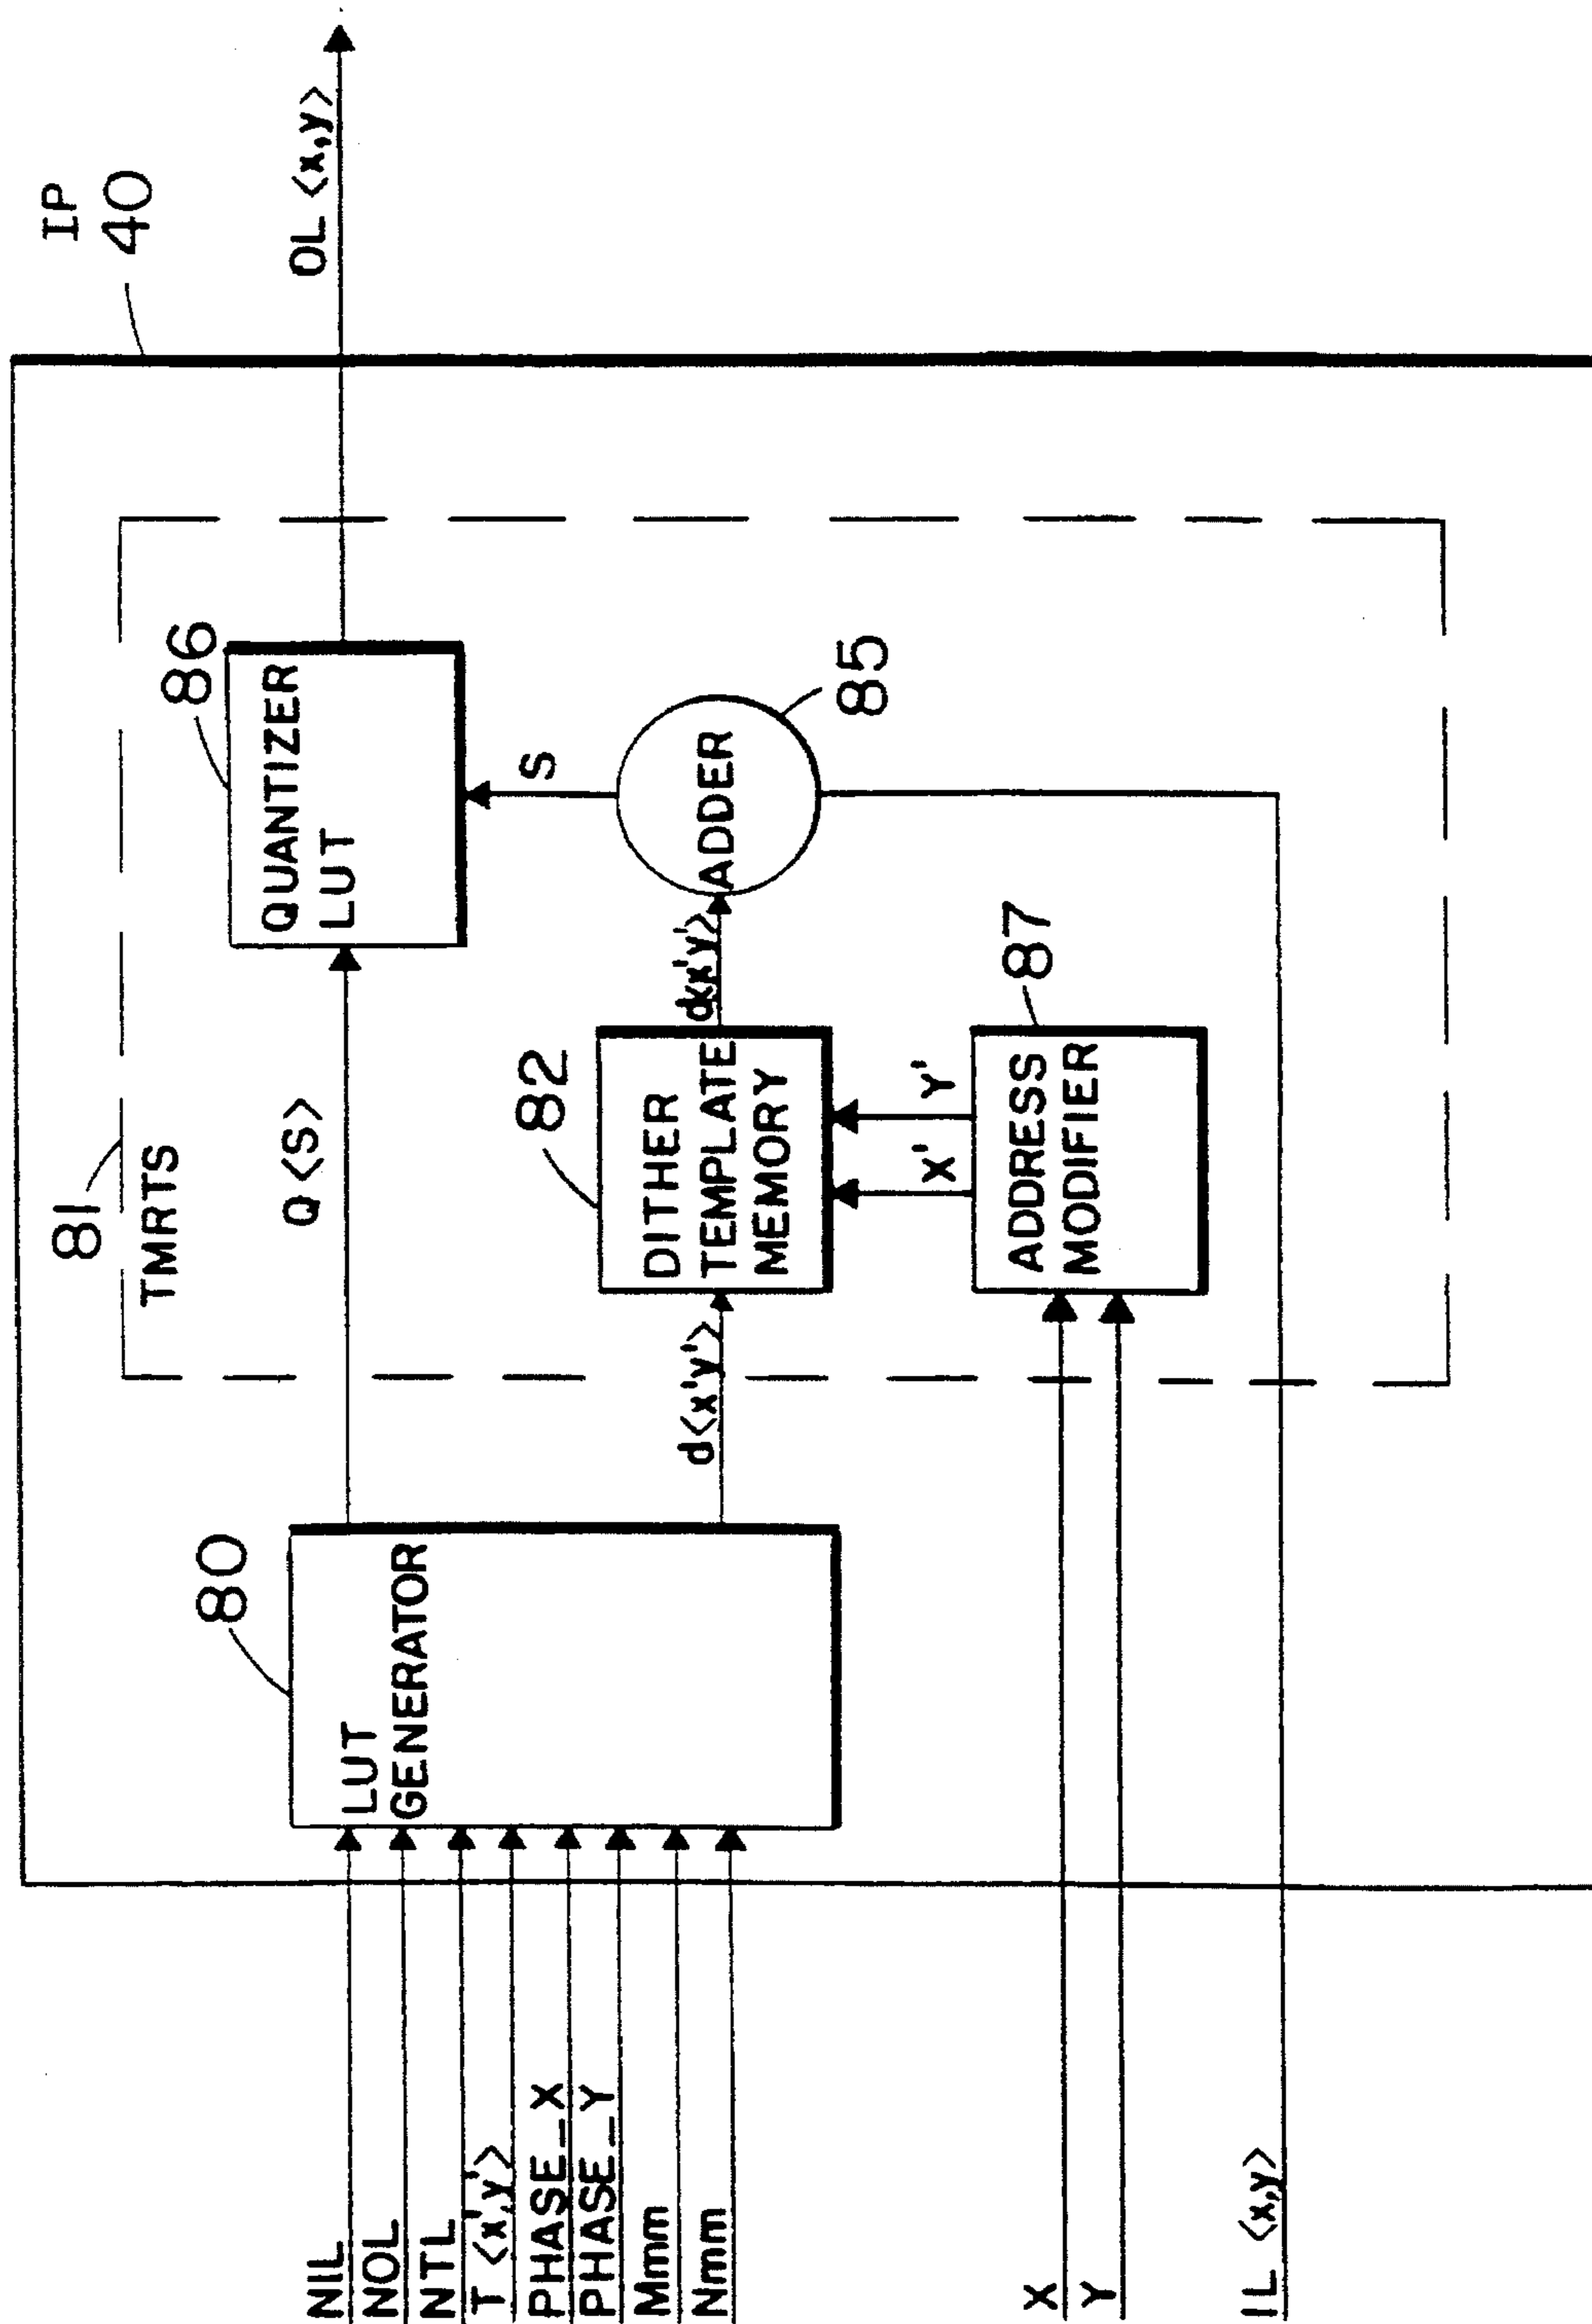 IP
40
81
TMRTS
80
LUT
GENERATOR
Q <S>
86
QUANTIZER
LUT
OL <x,y>
NIL
NOL
NTL
T <x',y'>
PHASE_X
PHASE_Y
Mmm
Nmm
d<x'y'>
82
DITHER
TEMPLATE
MEMORY
d<x'y'>
ADDER
85
S
X'
Y'
87
ADDRESS
MODIFIER
X
Y
IL <x,y>